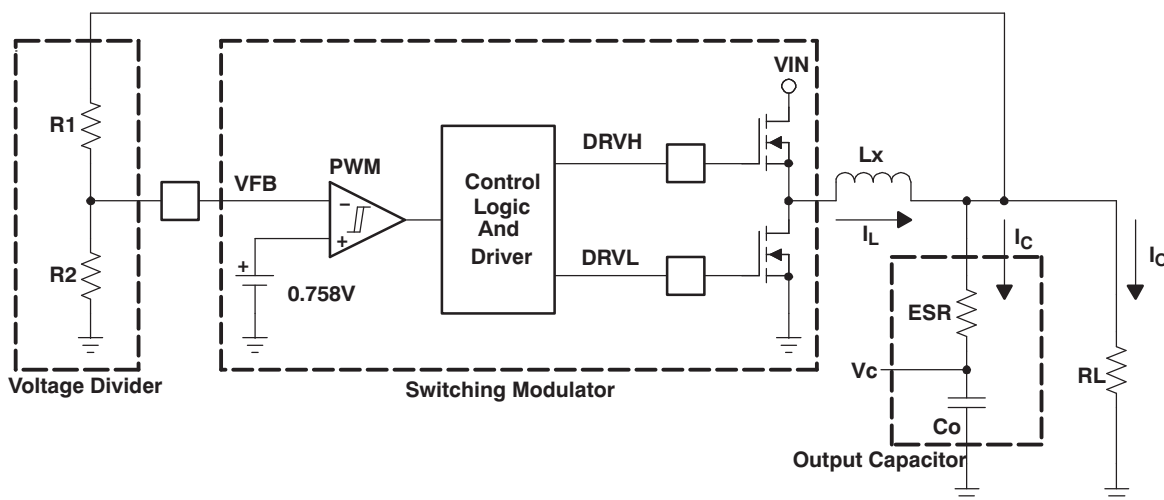 VIN
R1
DRVH
Lx
PWM
VFB
Control
Logic
And
Driver
−
+
I_L
I_C
I_O
R2
DRVL
+
0.758V
ESR
Voltage Divider
Switching Modulator
Vc
RL
Co
Output Capacitor